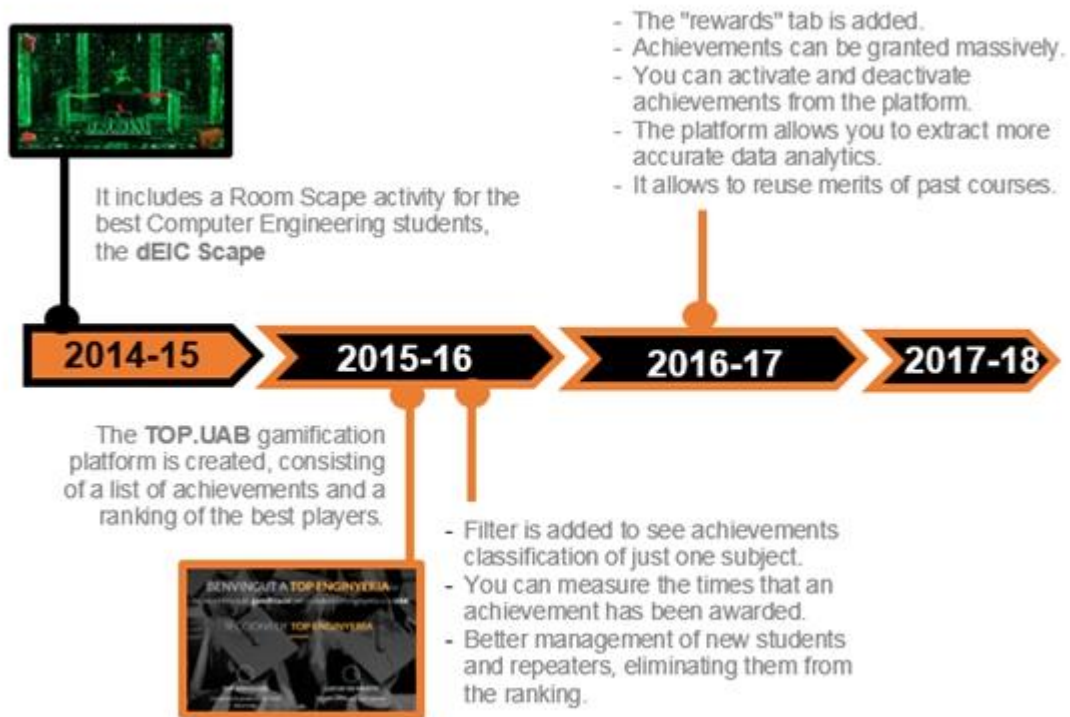 - The "rewards" tab is added.
- Achievements can be granted massively.
- You can activate and deactivate
achievements from the platform.
- The platform allows you to extract more
accurate data analytics.
- It allows to reuse merits of past courses.
It includes a Room Scape activity for the
best Computer Engineering students,
the dEIC Scape
2014-15
2015-16
2016-17
2017-18
The TOP.UAB gamification
platform is created, consisting
of a list of achievements and a
ranking of the best players.
- Filter is added to see achievements
classification of just one subject.
- You can measure the times that an
achievement has been awarded.
- Better management of new students
and repeaters, eliminating them from
the ranking.
BENVINGUT A TOP ENGINYERIA
TOP ENGINYERIA